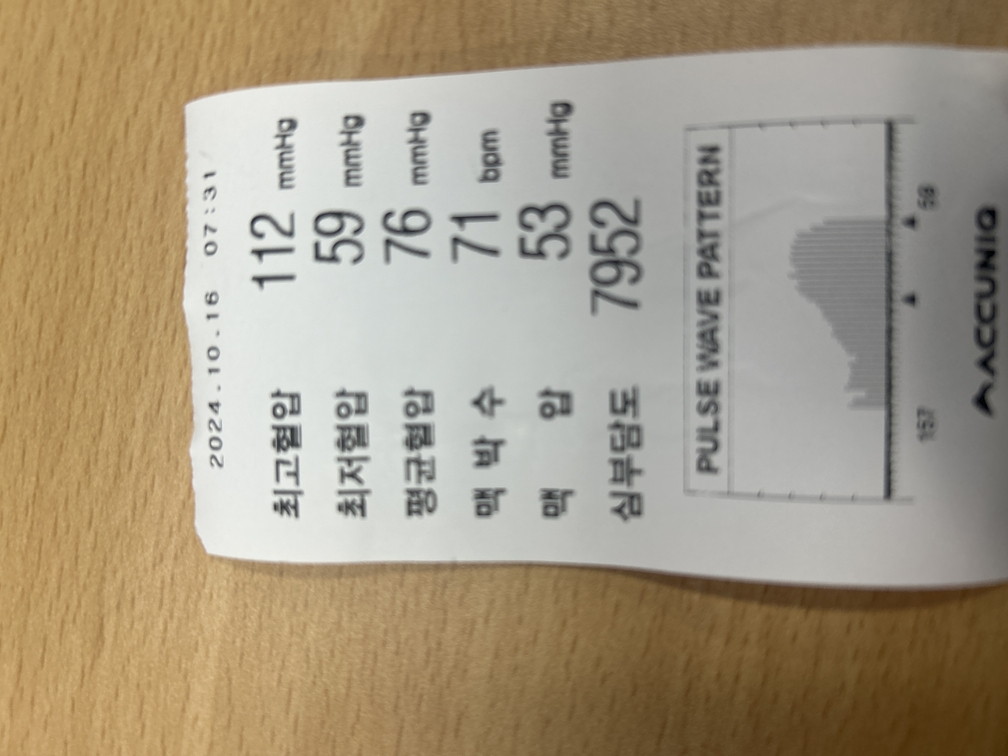 2024.10.16 07:31
최고혈압 112 mmHg
최저혈압 59 mmHg
평균혈압 76 mmHg
맥 박 수 71 bpm
맥 압 53 mmHg
심부담도 7952
PULSE WAVE PATTERN
157 59
ACCUNIQ